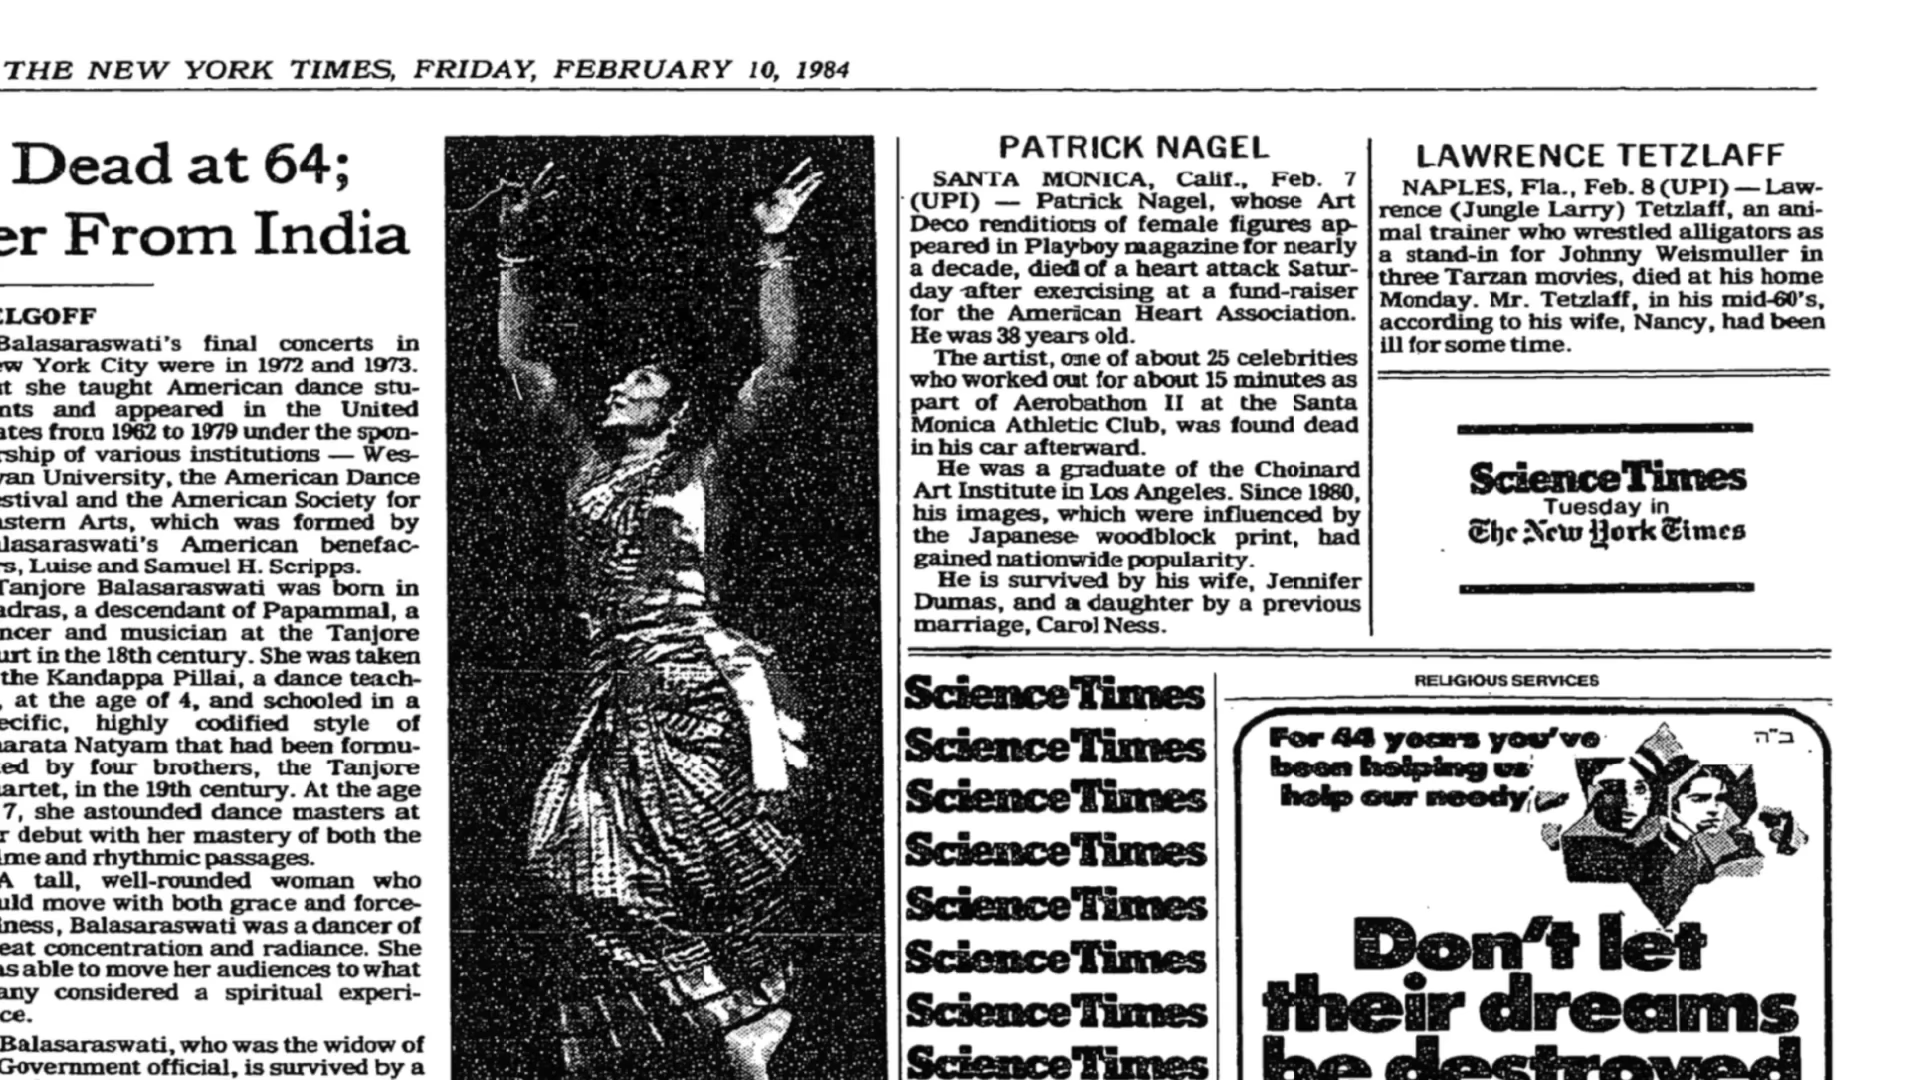 THE NEW YORK TIMES, FRIDAY, FEBRUARY 10, 1984
Dead at 64;
er From India
ELGOFF
Balasaraswati's final concerts in
ew York City were in 1972 and 1973.
t she taught American dance stu-
nts and appeared in the United
ates from 1962 to 1979 under the spon-
rship of various institutions — Wes-
yan University, the American Dance
estival and the American Society for
astern Arts, which was formed by
alasaraswati's American benefac-
rs, Luise and Samuel H. Scripps.
Tanjore Balasaraswati was born in
adras, a descendant of Papammal, a
ncer and musician at the Tanjore
urt in the 18th century. She was taken
the Kandappa Pillai, a dance teach-
, at the age of 4, and schooled in a
ecific, highly codified style of
harata Natyam that had been formu-
ed by four brothers, the Tanjore
artet, in the 19th century. At the age
7, she astounded dance masters at
r debut with her mastery of both the
ime and rhythmic passages.
A tall, well-rounded woman who
uld move with both grace and force-
iness, Balasaraswati was a dancer of
eat concentration and radiance. She
as able to move her audiences to what
any considered a spiritual experi-
ce.
Balasaraswati, who was the widow of
Government official, is survived by a
PATRICK NAGEL
SANTA MONICA, Calif., Feb. 7
(UPI) — Patrick Nagel, whose Art
Deco renditions of female figures ap-
peared in Playboy magazine for nearly
a decade, died of a heart attack Satur-
day after exercising at a fund-raiser
for the American Heart Association.
He was 38 years old.
The artist, one of about 25 celebrities
who worked out for about 15 minutes as
part of Aerobathon II at the Santa
Monica Athletic Club, was found dead
in his car afterward.
He was a graduate of the Choinard
Art Institute in Los Angeles. Since 1980,
his images, which were influenced by
the Japanese woodblock print, had
gained nationwide popularity.
He is survived by his wife, Jennifer
Dumas, and a daughter by a previous
marriage, Carol Ness.
LAWRENCE TETZLAFF
NAPLES, Fla., Feb. 8 (UPI) — Law-
rence (Jungle Larry) Tetzlaff, an ani-
mal trainer who wrestled alligators as
a stand-in for Johnny Weismuller in
three Tarzan movies, died at his home
Monday. Mr. Tetzlaff, in his mid-60's,
according to his wife, Nancy, had been
ill for some time.
Science Times
Tuesday in
The New York Times
Science Times
Science Times
Science Times
Science Times
Science Times
Science Times
Science Times
Science Times
RELIGIOUS SERVICES
ב"ה
For 44 years you've
been helping us
help our needy
Don't let
their dreams
be destroyed